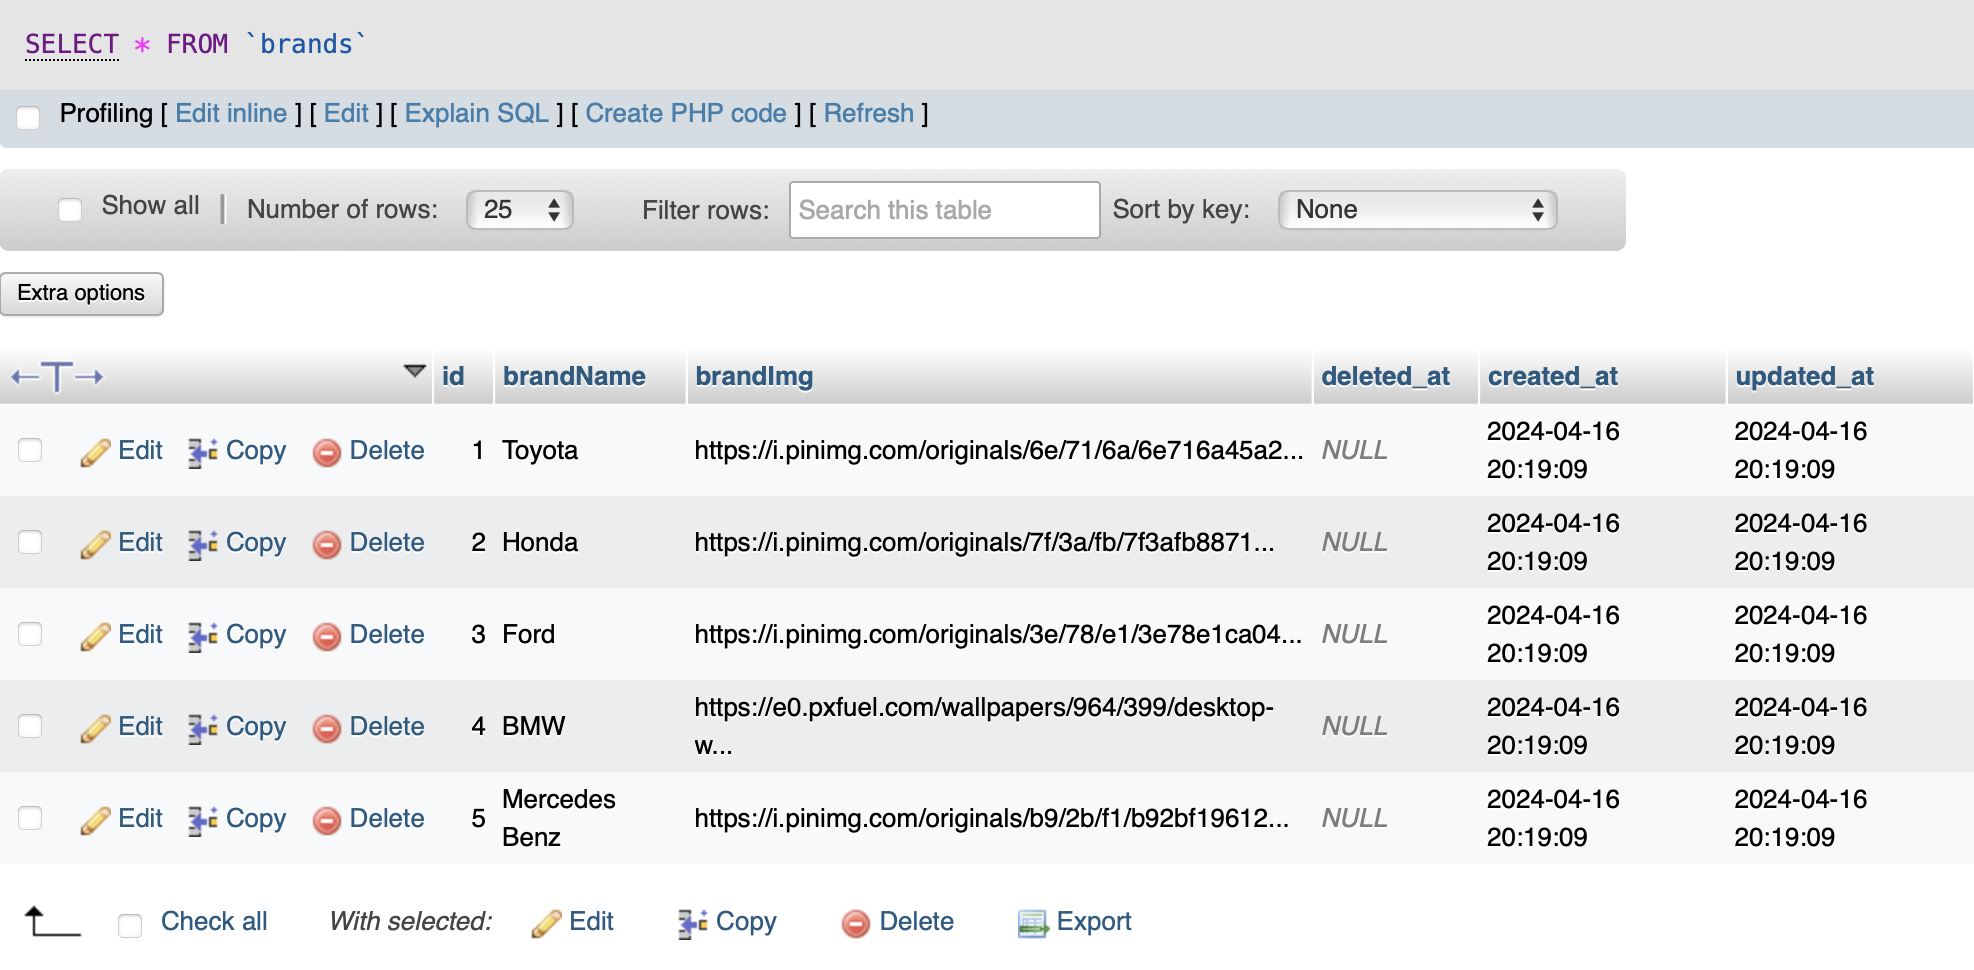 SELECT * FROM `brands`
Profiling [ Edit inline ] [ Edit ] [ Explain SQL ] [ Create PHP code ] [ Refresh ]
Show all | Number of rows: 25 Filter rows: Search this table Sort by key: None
Extra options
←T→ id brandName brandImg deleted_at created_at updated_at
Edit Copy Delete 1 Toyota https://i.pinimg.com/originals/6e/71/6a/6e716a45a2... NULL 2024-04-16 2024-04-16
20:19:09 20:19:09
Edit Copy Delete 2 Honda https://i.pinimg.com/originals/7f/3a/fb/7f3afb8871... NULL 2024-04-16 2024-04-16
20:19:09 20:19:09
Edit Copy Delete 3 Ford https://i.pinimg.com/originals/3e/78/e1/3e78e1ca04... NULL 2024-04-16 2024-04-16
20:19:09 20:19:09
Edit Copy Delete 4 BMW https://e0.pxfuel.com/wallpapers/964/399/desktop- NULL 2024-04-16 2024-04-16
w... 20:19:09 20:19:09
Edit Copy Delete 5 Mercedes https://i.pinimg.com/originals/b9/2b/f1/b92bf19612... NULL 2024-04-16 2024-04-16
Benz 20:19:09 20:19:09
Check all With selected: Edit Copy Delete Export